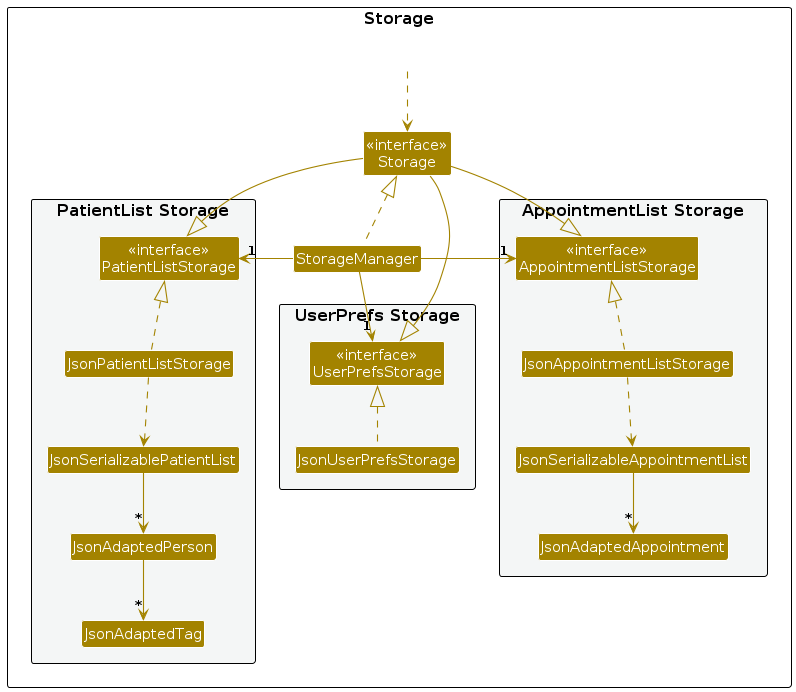 Storage
«interface»
Storage
PatientList Storage
AppointmentList Storage
«interface»
PatientListStorage
1
StorageManager
1
«interface»
AppointmentListStorage
UserPrefs Storage
1
«interface»
UserPrefsStorage
JsonPatientListStorage
JsonAppointmentListStorage
JsonSerializablePatientList
JsonUserPrefsStorage
JsonSerializableAppointmentList
*
*
JsonAdaptedPerson
JsonAdaptedAppointment
*
JsonAdaptedTag